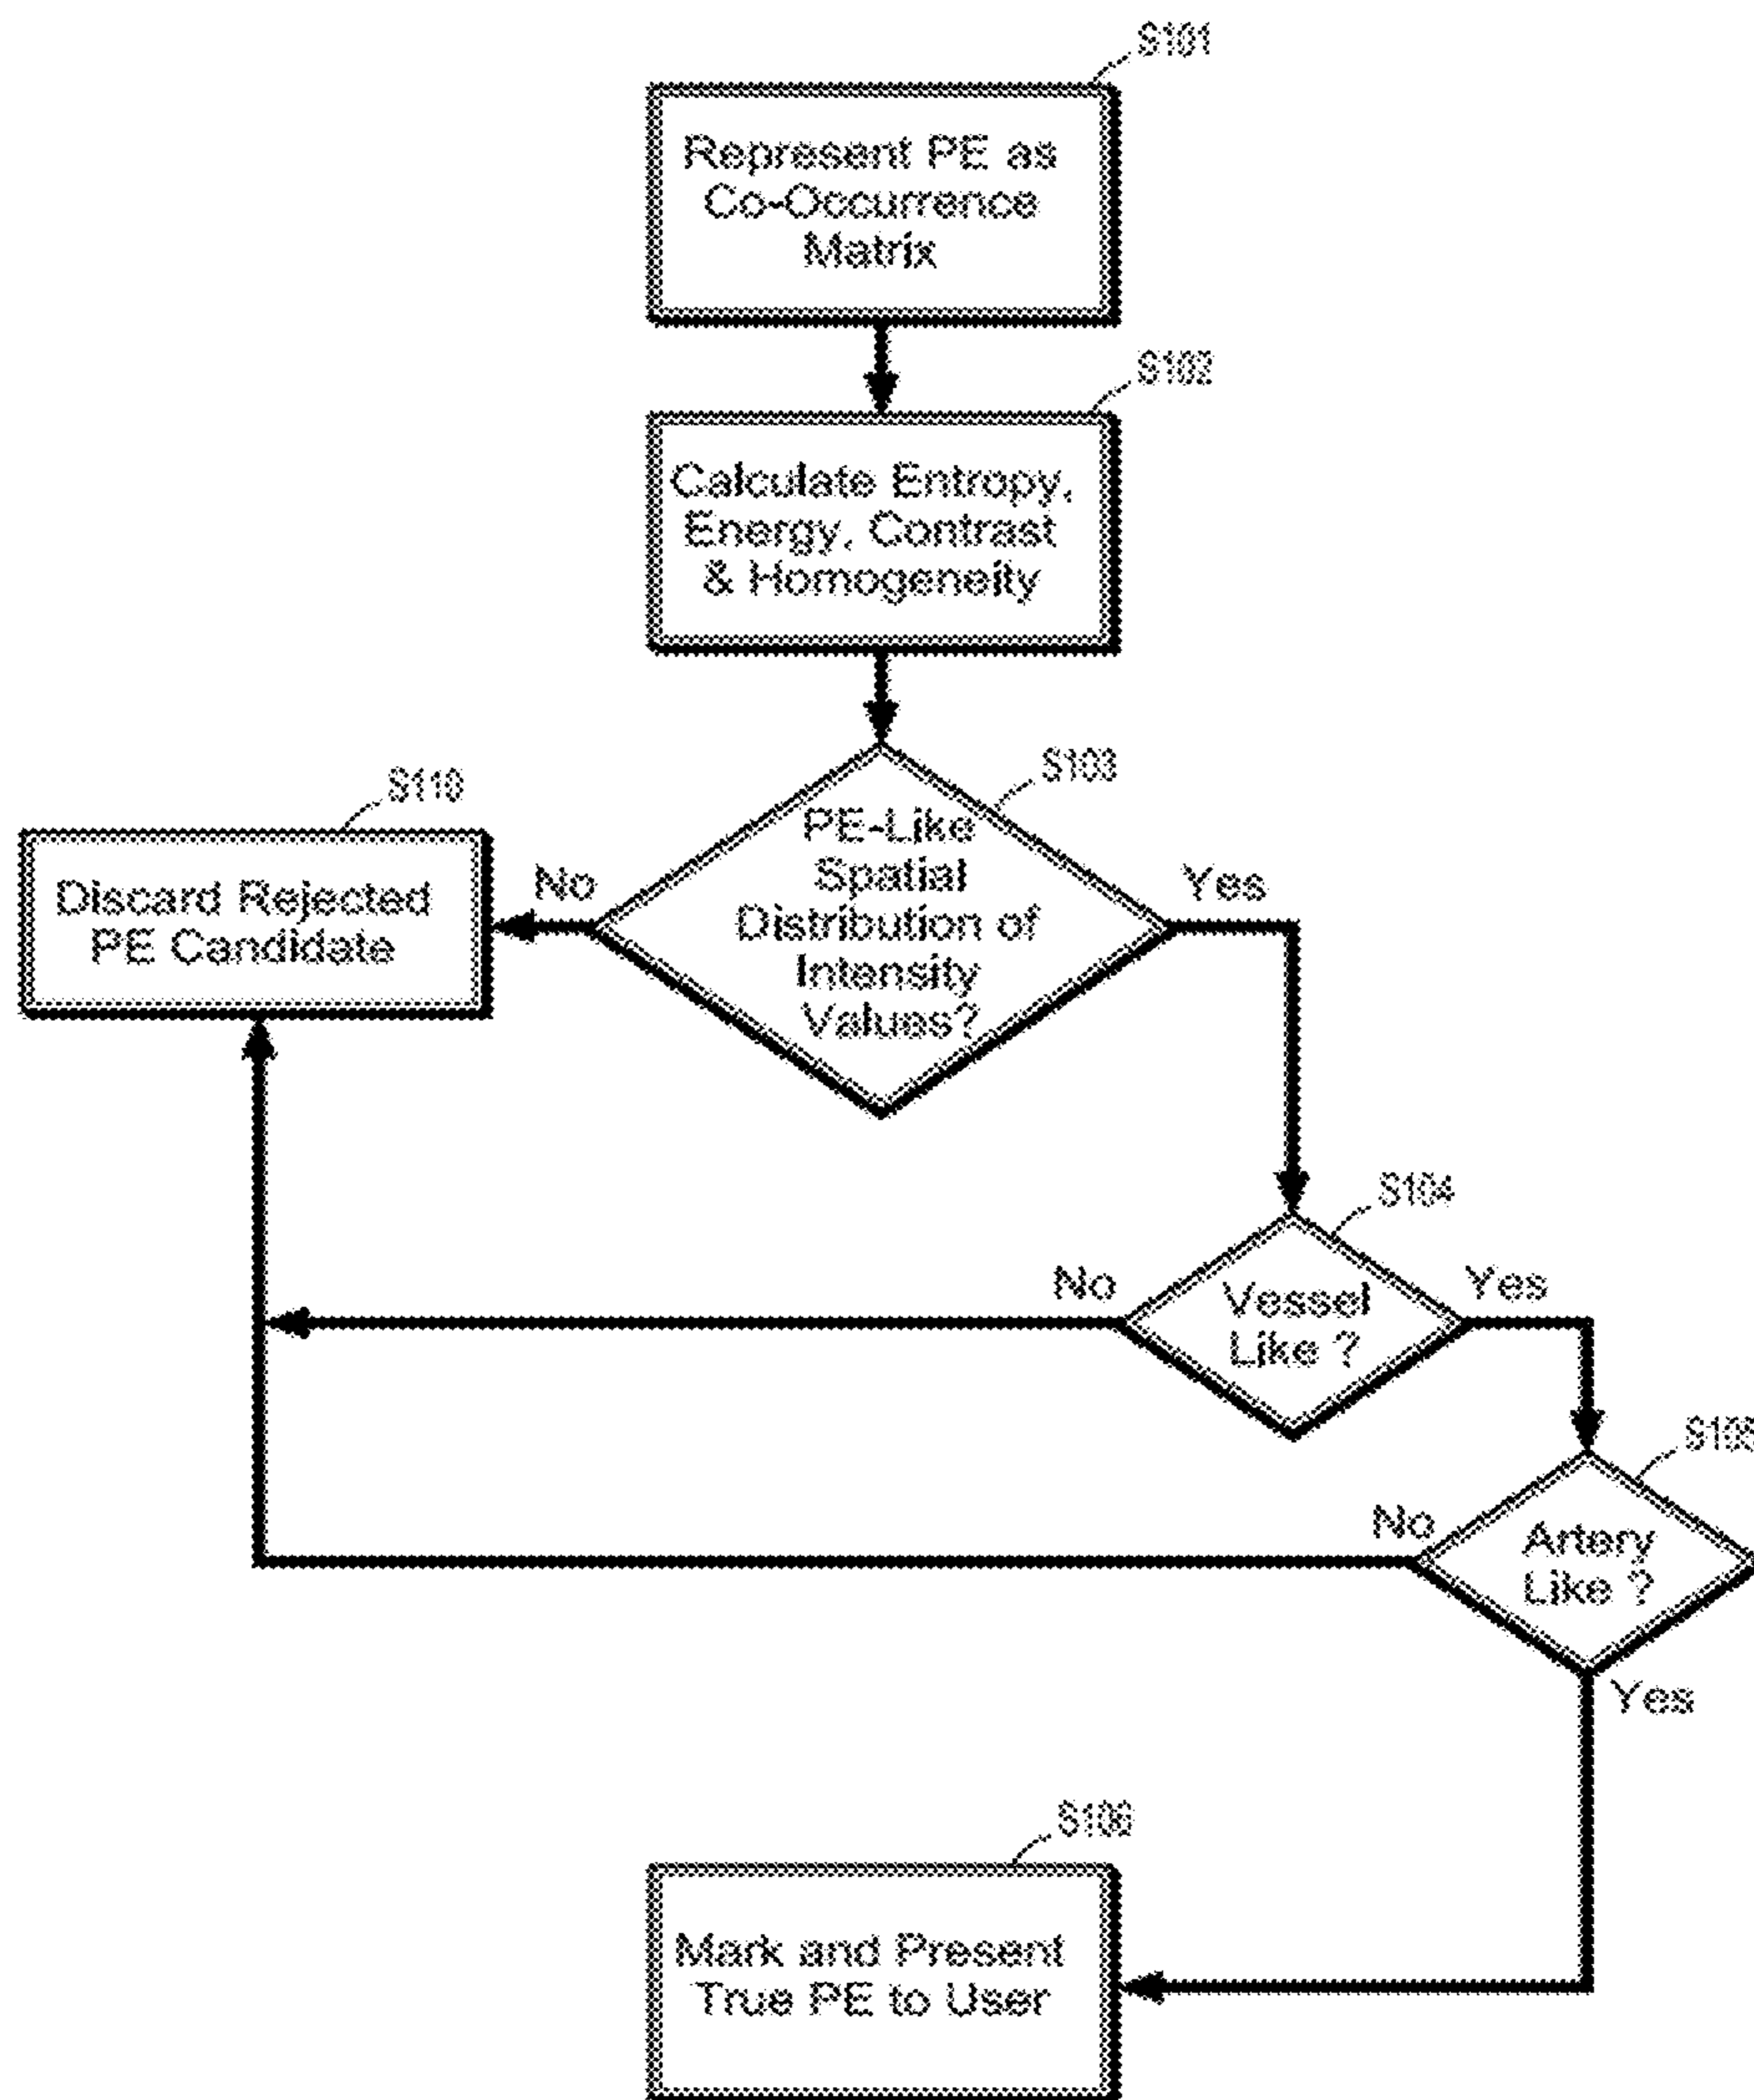 S101
Represent PE as
Co-Occurrence
Matrix
S102
Calculate Entropy,
Energy, Contrast
& Homogeneity
S103
PE-Like
Spatial
Distribution of
Intensity
Values?
No
Yes
S110
Discard Rejected
PE Candidate
S104
Vessel
Like ?
No
Yes
S105
Artery
Like ?
No
Yes
S106
Mark and Present
True PE to User